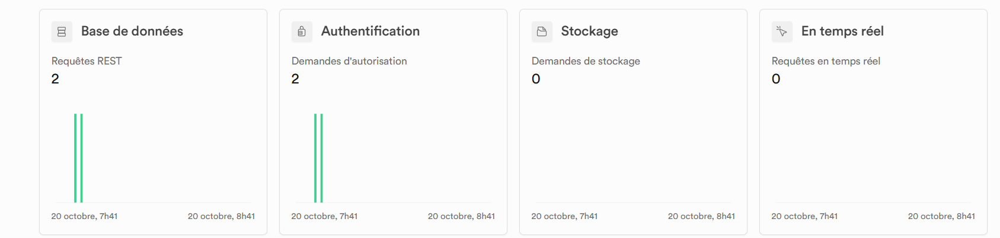 Base de données
Requêtes REST
2
20 octobre, 7h41
20 octobre, 8h41
Authentification
Demandes d'autorisation
2
20 octobre, 7h41
20 octobre, 8h41
Stockage
Demandes de stockage
0
20 octobre, 7h41
20 octobre, 8h41
En temps réel
Requêtes en temps réel
0
20 octobre, 7h41
20 octobre, 8h41